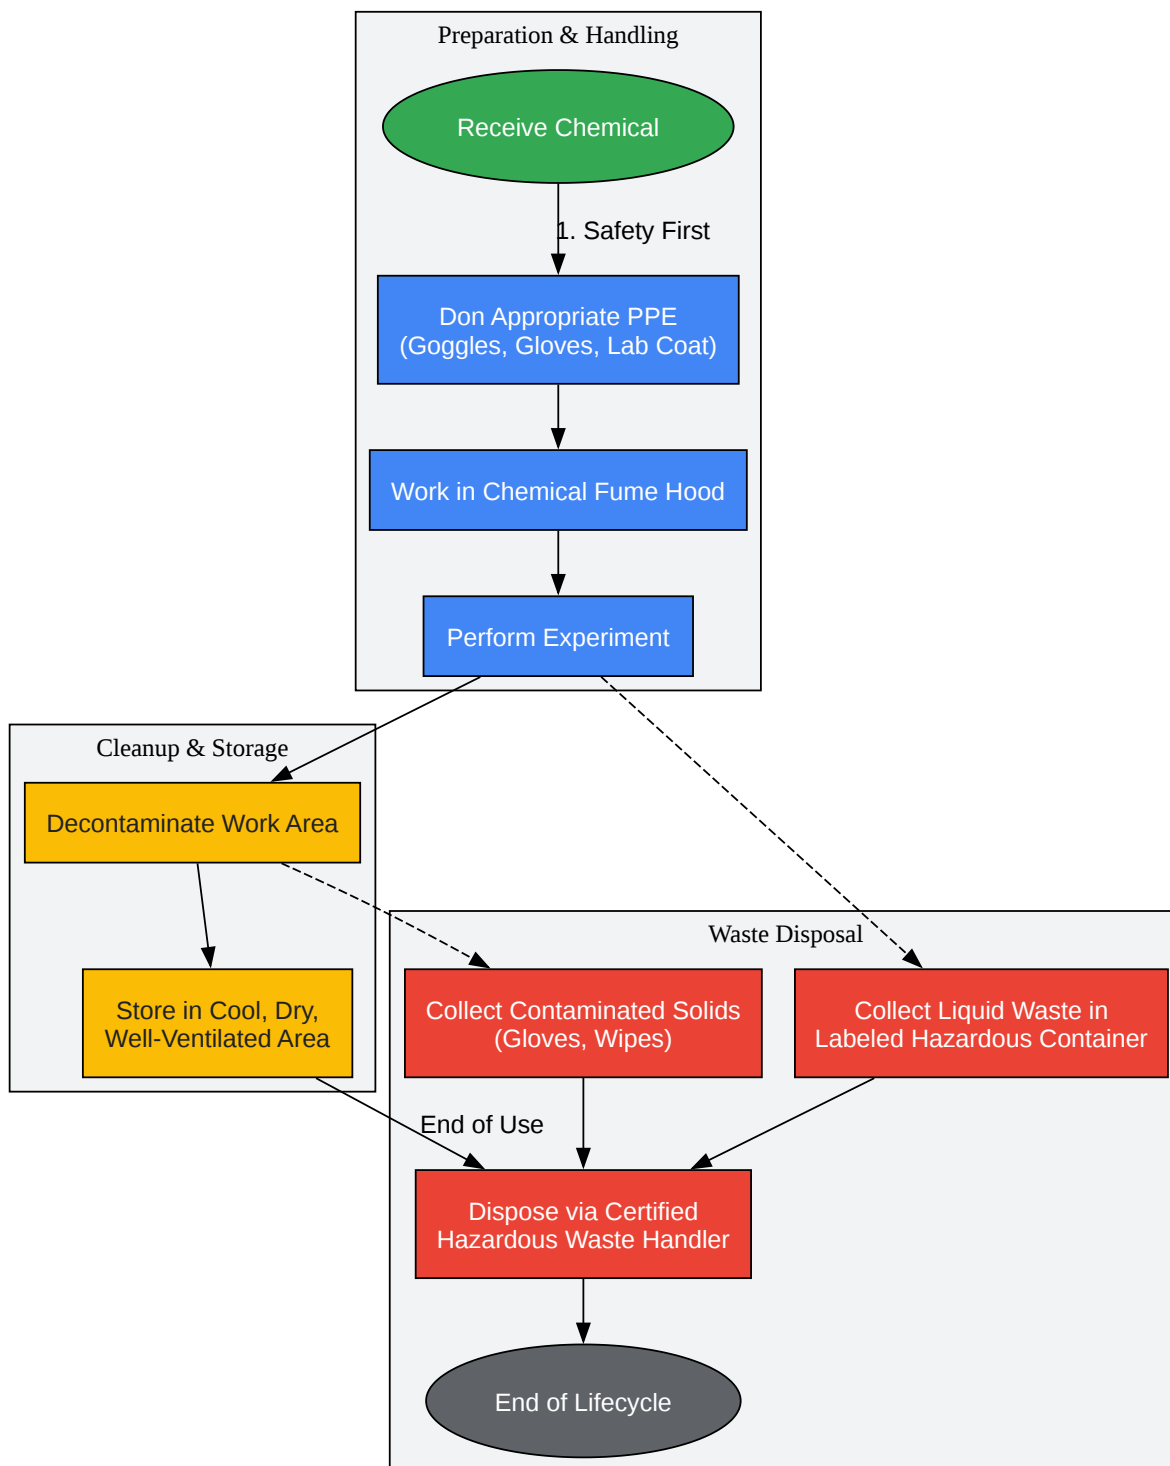 Preparation & Handling
Receive Chemical
1. Safety First
Don Appropriate PPE
(Goggles, Gloves, Lab Coat)
Work in Chemical Fume Hood
Perform Experiment
Cleanup & Storage
Decontaminate Work Area
Store in Cool, Dry,
Well-Ventilated Area
Waste Disposal
Collect Contaminated Solids
(Gloves, Wipes)
Collect Liquid Waste in
Labeled Hazardous Container
End of Use
Dispose via Certified
Hazardous Waste Handler
End of Lifecycle